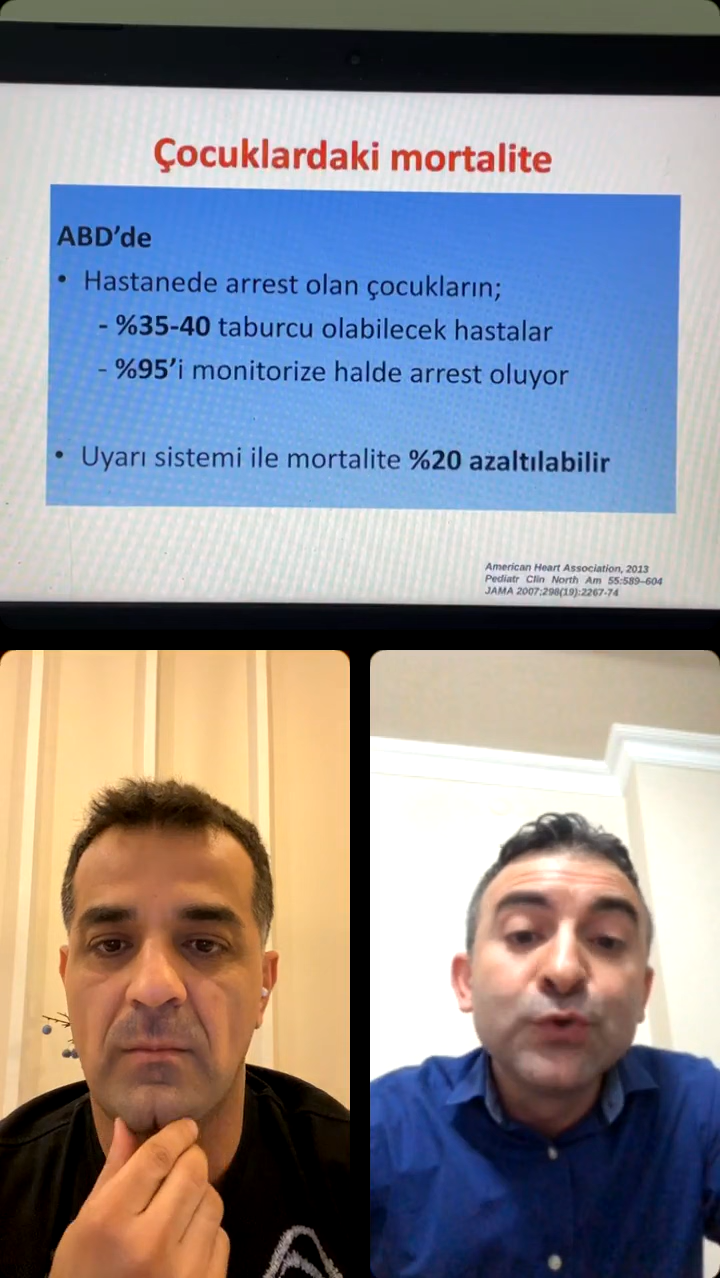 Çocuklardaki mortalite
ABD'de
• Hastanede arrest olan çocukların;
- %35-40 taburcu olabilecek hastalar
- %95'i monitorize halde arrest oluyor
• Uyarı sistemi ile mortalite %20 azaltılabilir
American Heart Association, 2013
Pediatr Clin North Am 55:589–604
JAMA 2007;298(19):2267-74